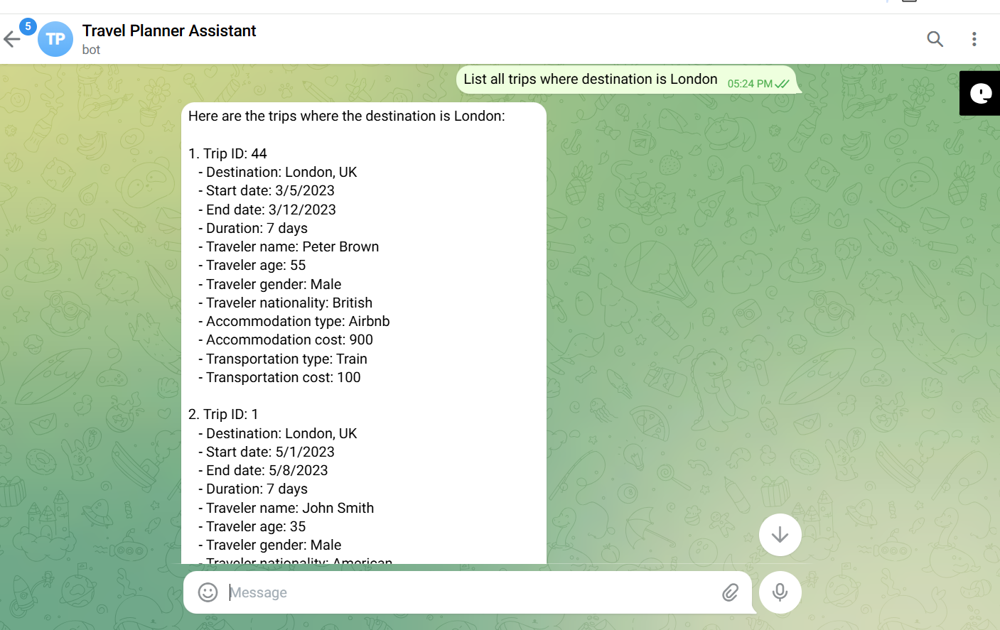 5
TP
Travel Planner Assistant
bot
List all trips where destination is London 05:24 PM
Here are the trips where the destination is London:
1. Trip ID: 44
- Destination: London, UK
- Start date: 3/5/2023
- End date: 3/12/2023
- Duration: 7 days
- Traveler name: Peter Brown
- Traveler age: 55
- Traveler gender: Male
- Traveler nationality: British
- Accommodation type: Airbnb
- Accommodation cost: 900
- Transportation type: Train
- Transportation cost: 100
2. Trip ID: 1
- Destination: London, UK
- Start date: 5/1/2023
- End date: 5/8/2023
- Duration: 7 days
- Traveler name: John Smith
- Traveler age: 35
- Traveler gender: Male
- Traveler nationality: American
Message